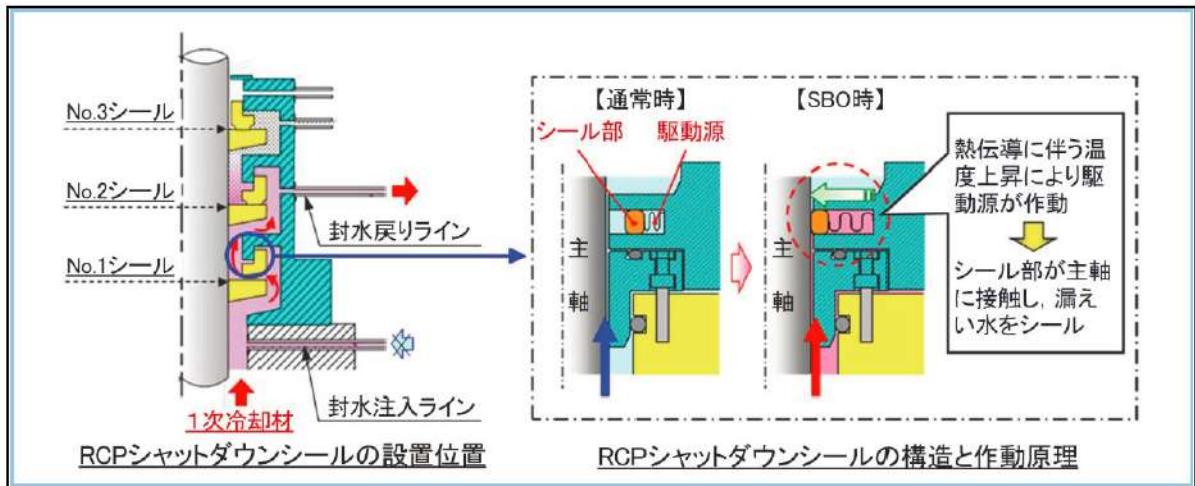 No.3シール
No.2シール
No.1シール
封水戻りライン
封水注入ライン
1次冷却材
RCPシャットダウンシールの設置位置
【通常時】
【SBO時】
シール部
駆動源
主
軸
主
軸
熱伝導に伴う温
度上昇により駆
動源が作動
シール部が主軸
に接触し，漏え
い水をシール
RCPシャットダウンシールの構造と作動原理